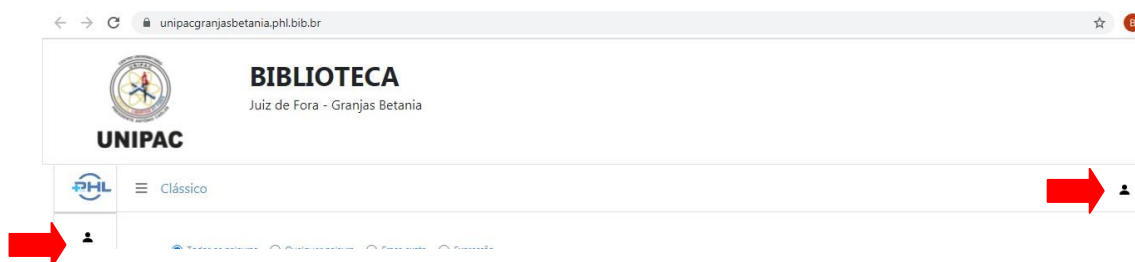 unipacgranjasbetania.phl.bib.br
B
BIBLIOTECA
Juiz de Fora - Granjas Betania
UNIPAC
PHL
Clássico